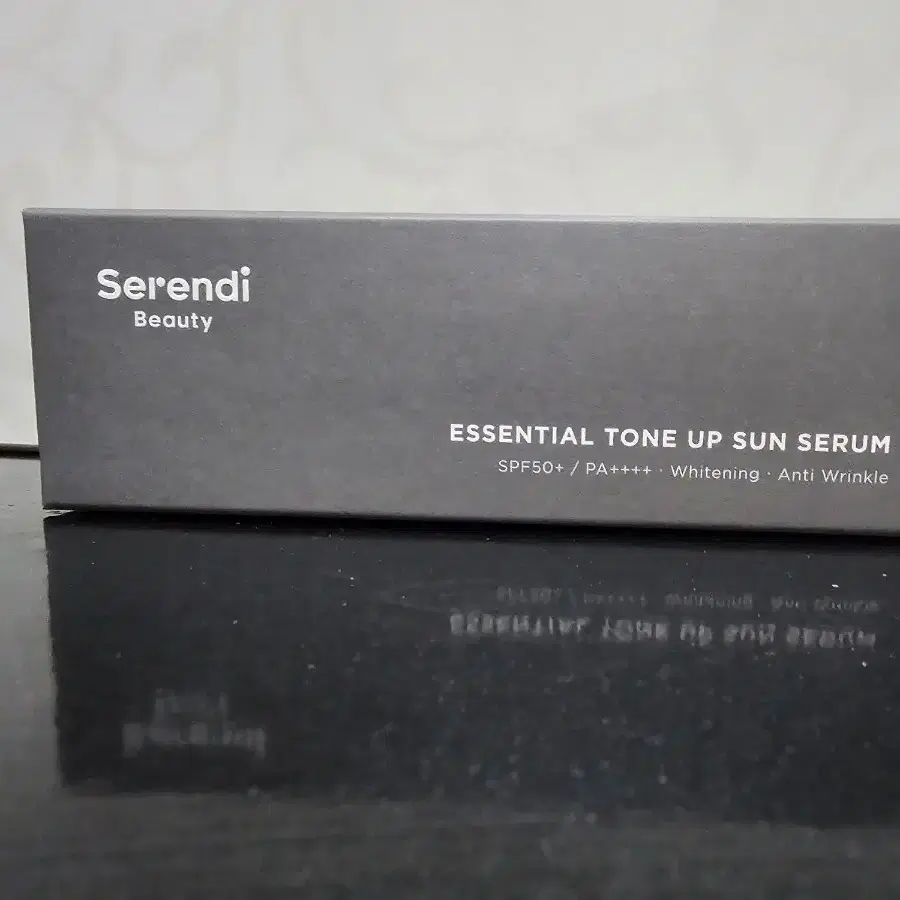 Serendi
Beauty
ESSENTIAL TONE UP SUN SERUM
SPF50+ / PA++++ · Whitening · Anti Wrinkle